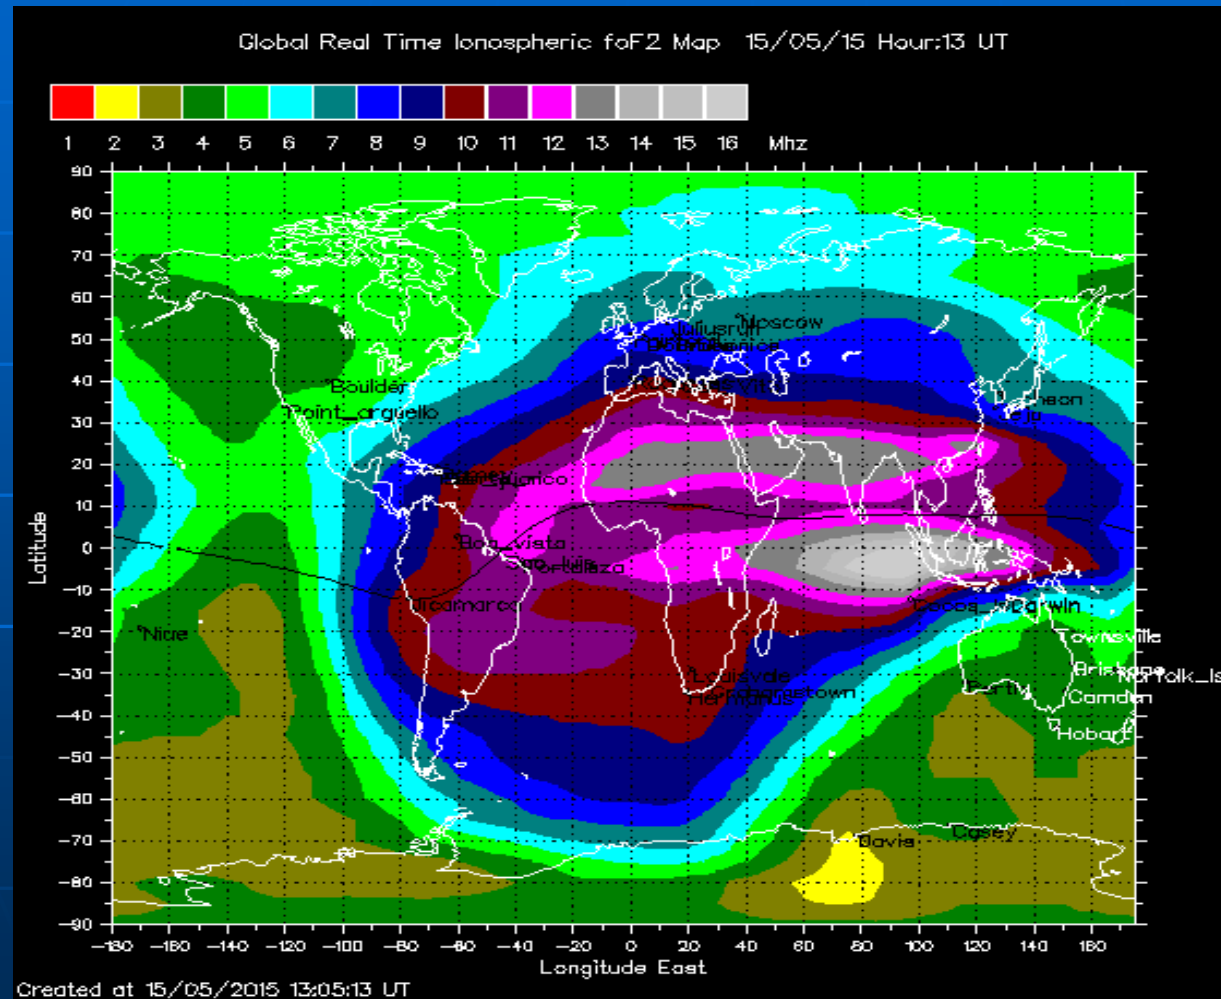 Global Real Time Ionospheric foF2 Map 15/05/15 Hour:13 UT
1 2 3 4 5 6 7 8 9 10 11 12 13 14 15 16 Mhz
90
80
70
60
Moscow
Juliusruh
50
40
Boulder
Point_arguello
30
20
10
Boa_vista
0
Sao_luis
Fortaleza
-10
Jicamarca
Darwin
Niue
-20
Townsville
Louisvale
Brisbane
Norfolk_Is
-30
Perth
Grahamstown
Hermanus
Camden
-40
Hobart
-50
-60
Casey
Davis
-70
-80
-90
Latitude
-180 -160 -140 -120 -100 -80 -60 -40 -20 0 20 40 60 80 100 120 140 160
Longitude East
Created at 15/05/2015 13:05:13 UT